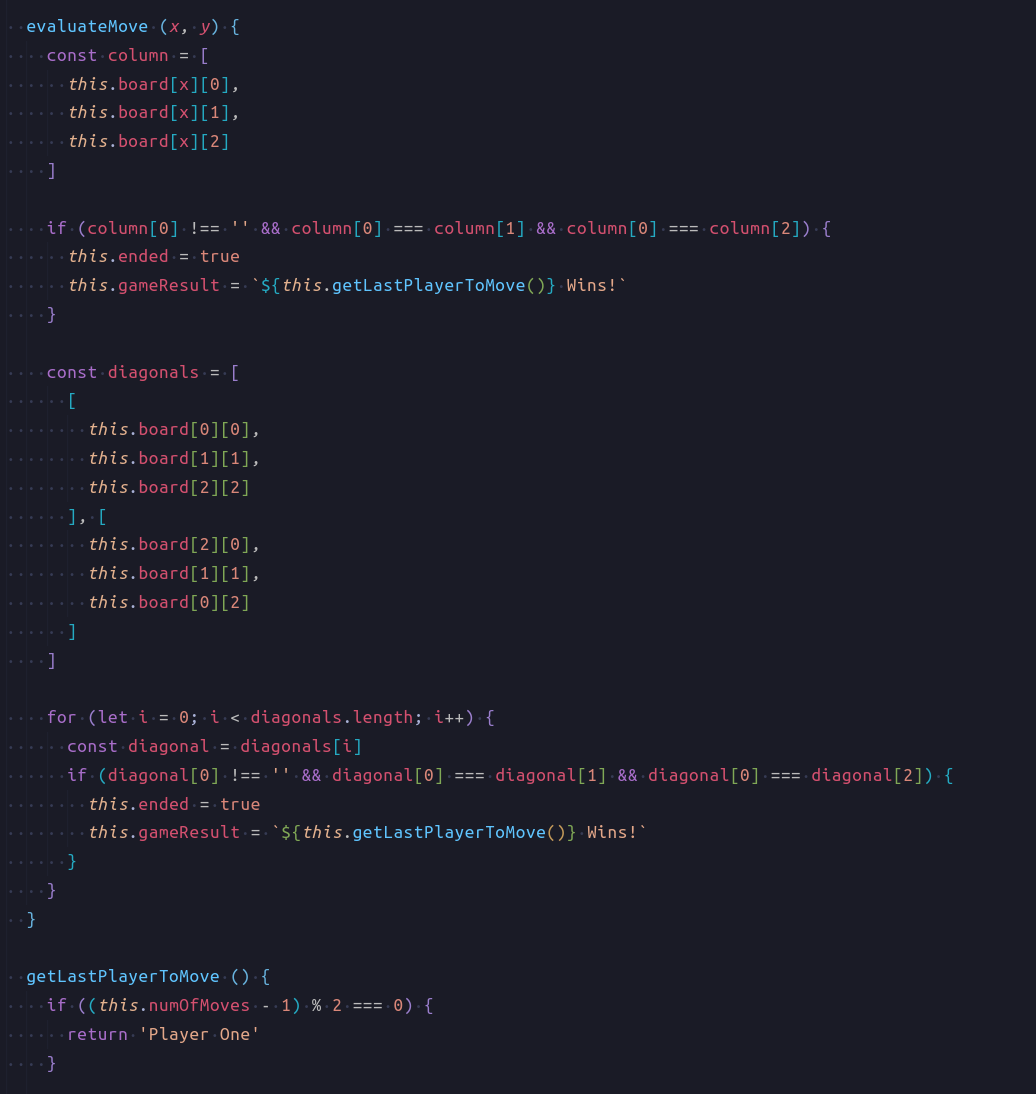 evaluateMove (x, y) {
const column = [
this.board[x][0],
this.board[x][1],
this.board[x][2]
]
if (column[0] !== '' && column[0] === column[1] && column[0] === column[2]) {
this.ended = true
this.gameResult = `${this.getLastPlayerToMove()} Wins!`
}
const diagonals = [
[
this.board[0][0],
this.board[1][1],
this.board[2][2]
], [
this.board[2][0],
this.board[1][1],
this.board[0][2]
]
]
for (let i = 0; i < diagonals.length; i++) {
const diagonal = diagonals[i]
if (diagonal[0] !== '' && diagonal[0] === diagonal[1] && diagonal[0] === diagonal[2]) {
this.ended = true
this.gameResult = `${this.getLastPlayerToMove()} Wins!`
}
}
}
getLastPlayerToMove () {
if ((this.numOfMoves - 1) % 2 === 0) {
return 'Player One'
}